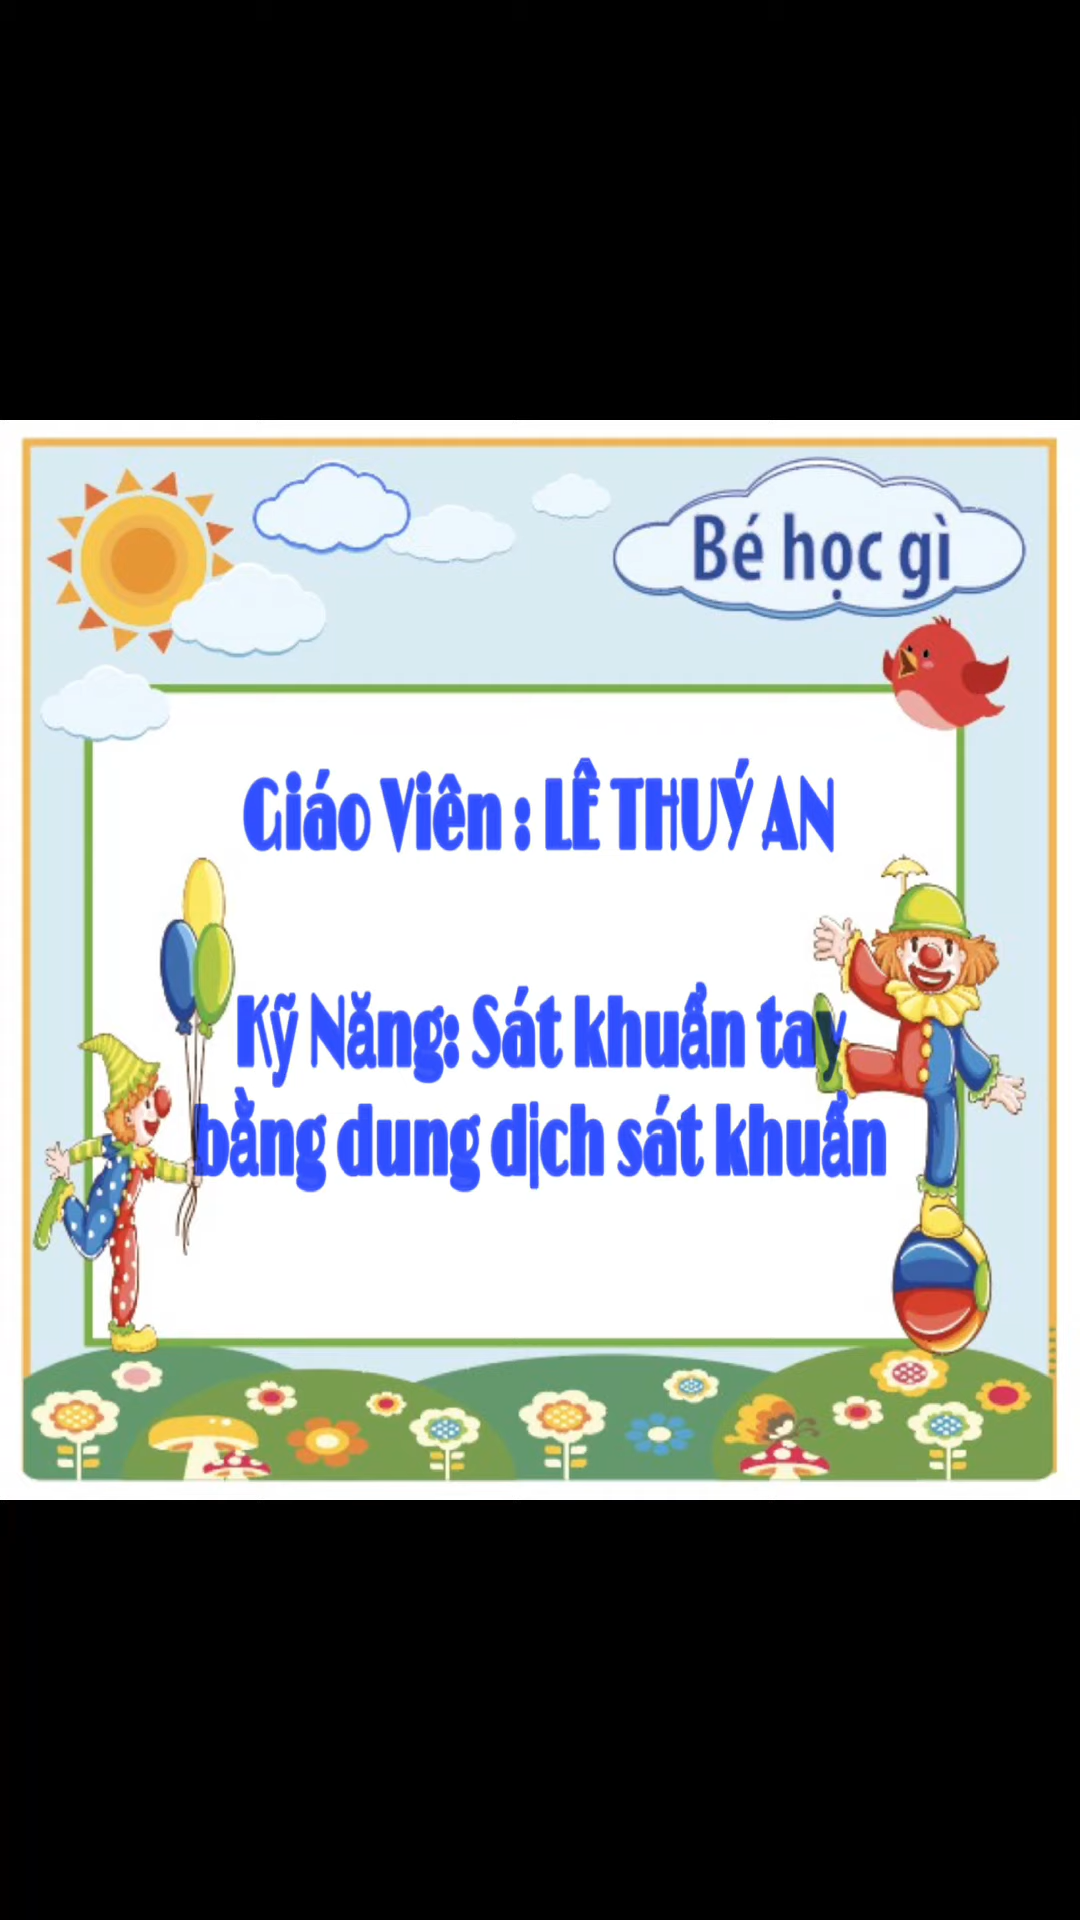 Bé học gì
Giáo Viên : LÊ THUÝ AN
Kỹ Năng: Sát khuẩn tay
bằng dung dịch sát khuẩn